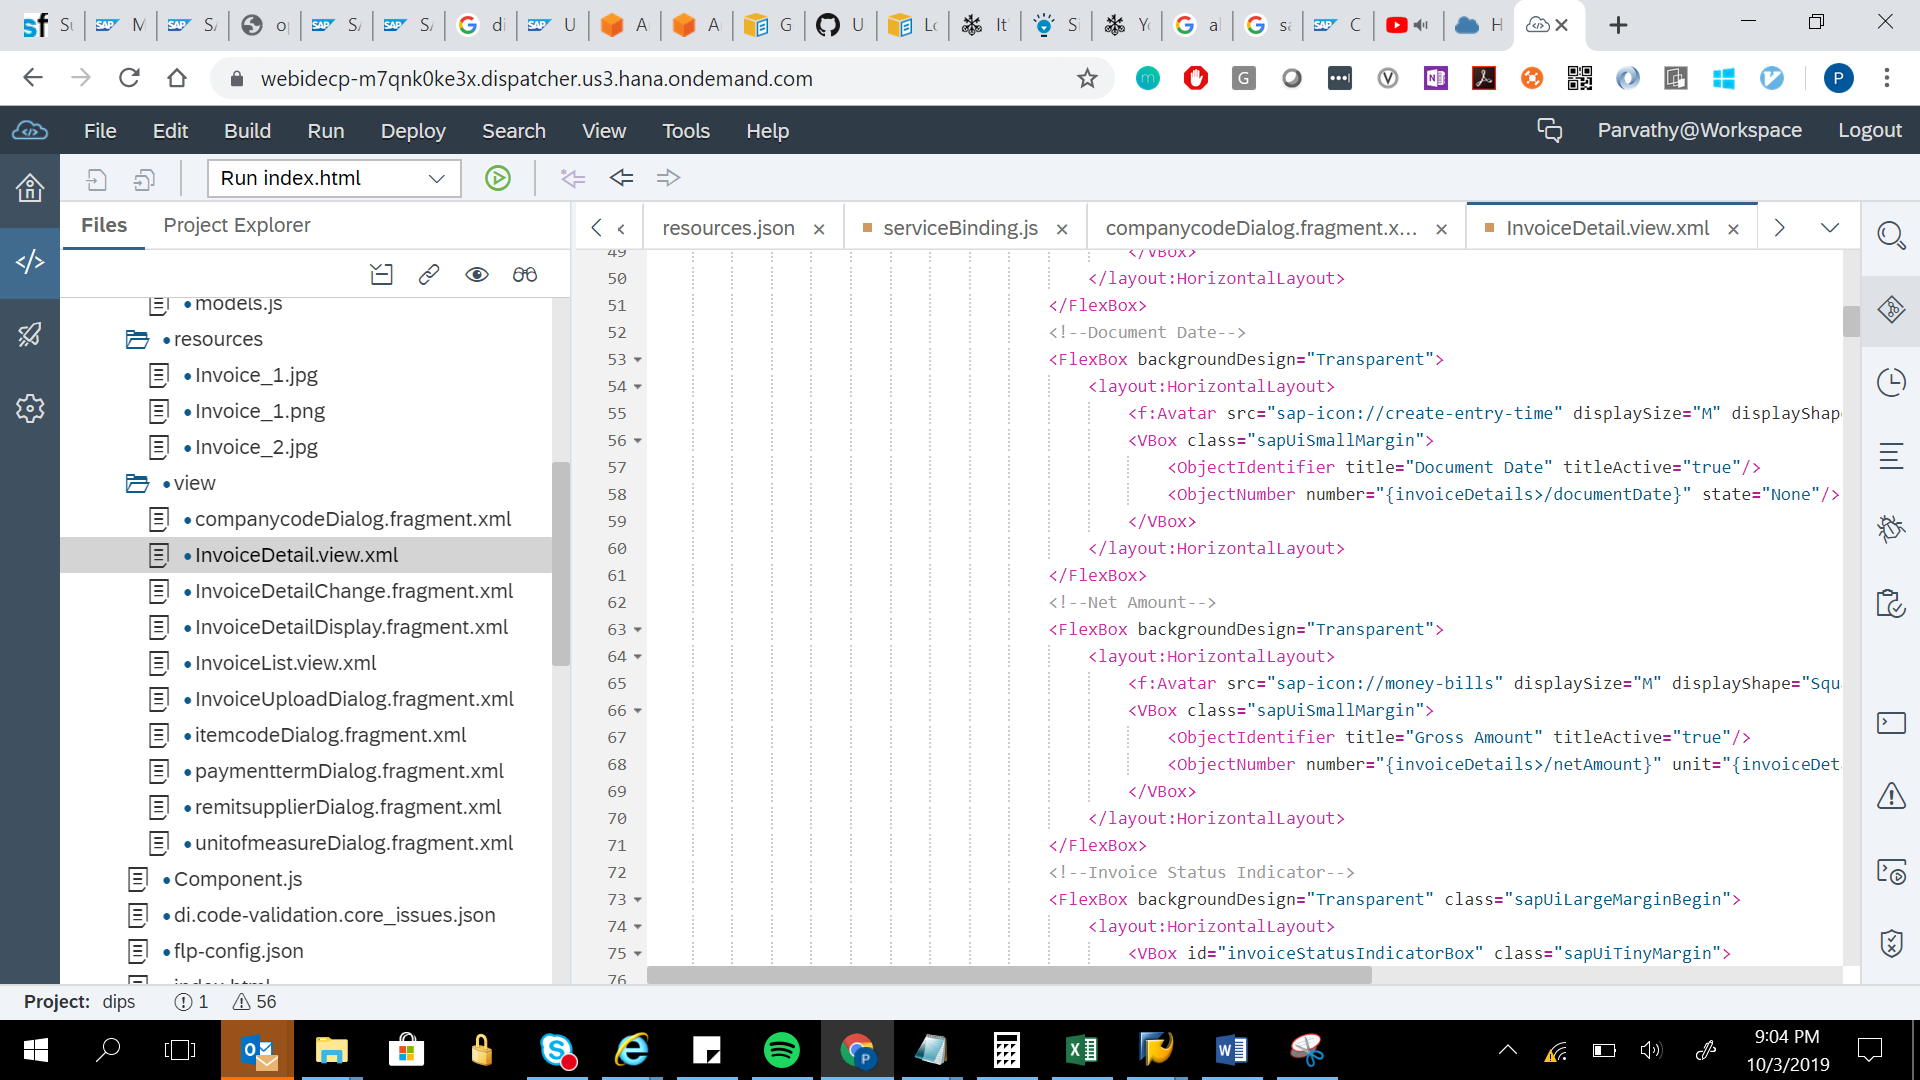 webidecp-m7qnk0ke3x.dispatcher.us3.hana.ondemand.com
File Edit Build Run Deploy Search View Tools Help
Parvathy@Workspace Logout
Run index.html
Files Project Explorer
resources.json
serviceBinding.js
companycodeDialog.fragment.x...
InvoiceDetail.view.xml
models.js
resources
Invoice_1.jpg
Invoice_1.png
Invoice_2.jpg
view
companycodeDialog.fragment.xml
InvoiceDetail.view.xml
InvoiceDetailChange.fragment.xml
InvoiceDetailDisplay.fragment.xml
InvoiceList.view.xml
InvoiceUploadDialog.fragment.xml
itemcodeDialog.fragment.xml
paymenttermDialog.fragment.xml
remitsupplierDialog.fragment.xml
unitofmeasureDialog.fragment.xml
Component.js
di.code-validation.core_issues.json
flp-config.json
index.html
49 </VBox>
50 </layout:HorizontalLayout>
51 </FlexBox>
52 <!--Document Date-->
53 <FlexBox backgroundDesign="Transparent">
54 <layout:HorizontalLayout>
55 <f:Avatar src="sap-icon://create-entry-time" displaySize="M" displayShap
56 <VBox class="sapUiSmallMargin">
57 <ObjectIdentifier title="Document Date" titleActive="true"/>
58 <ObjectNumber number="{invoiceDetails>/documentDate}" state="None"/>
59 </VBox>
60 </layout:HorizontalLayout>
61 </FlexBox>
62 <!--Net Amount-->
63 <FlexBox backgroundDesign="Transparent">
64 <layout:HorizontalLayout>
65 <f:Avatar src="sap-icon://money-bills" displaySize="M" displayShape="Squ
66 <VBox class="sapUiSmallMargin">
67 <ObjectIdentifier title="Gross Amount" titleActive="true"/>
68 <ObjectNumber number="{invoiceDetails>/netAmount}" unit="{invoiceDet
69 </VBox>
70 </layout:HorizontalLayout>
71 </FlexBox>
72 <!--Invoice Status Indicator-->
73 <FlexBox backgroundDesign="Transparent" class="sapUiLargeMarginBegin">
74 <layout:HorizontalLayout>
75 <VBox id="invoiceStatusIndicatorBox" class="sapUiTinyMargin">
76
Project: dips 1 56
9:04 PM
10/3/2019